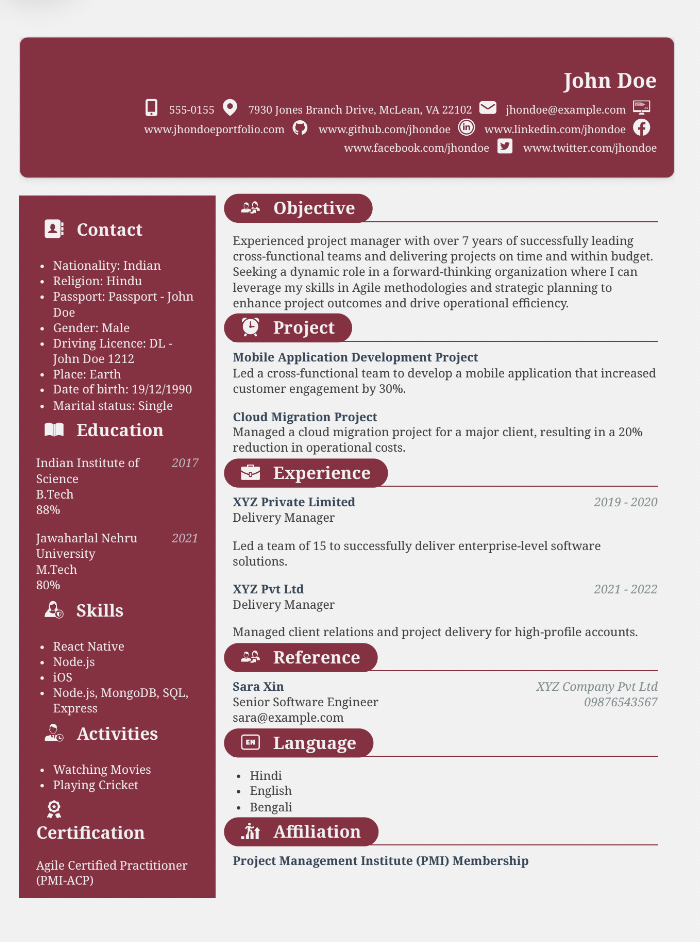 John Doe
555-0155 7930 Jones Branch Drive, McLean, VA 22102 jhondoe@example.com
www.jhondoeportfolio.com www.github.com/jhondoe www.linkedin.com/jhondoe
www.facebook.com/jhondoe www.twitter.com/jhondoe
Contact
• Nationality: Indian
• Religion: Hindu
• Passport: Passport - John
Doe
• Gender: Male
• Driving Licence: DL -
John Doe 1212
• Place: Earth
• Date of birth: 19/12/1990
• Marital status: Single
Education
Indian Institute of 2017
Science
B.Tech
88%
Jawaharlal Nehru 2021
University
M.Tech
80%
Skills
• React Native
• Node.js
• iOS
• Node.js, MongoDB, SQL,
Express
Activities
• Watching Movies
• Playing Cricket
Certification
Agile Certified Practitioner
(PMI-ACP)
Objective
Experienced project manager with over 7 years of successfully leading
cross-functional teams and delivering projects on time and within budget.
Seeking a dynamic role in a forward-thinking organization where I can
leverage my skills in Agile methodologies and strategic planning to
enhance project outcomes and drive operational efficiency.
Project
Mobile Application Development Project
Led a cross-functional team to develop a mobile application that increased
customer engagement by 30%.
Cloud Migration Project
Managed a cloud migration project for a major client, resulting in a 20%
reduction in operational costs.
Experience
XYZ Private Limited 2019 - 2020
Delivery Manager
Led a team of 15 to successfully deliver enterprise-level software
solutions.
XYZ Pvt Ltd 2021 - 2022
Delivery Manager
Managed client relations and project delivery for high-profile accounts.
Reference
Sara Xin XYZ Company Pvt Ltd
Senior Software Engineer 09876543567
sara@example.com
EN Language
• Hindi
• English
• Bengali
Affiliation
Project Management Institute (PMI) Membership